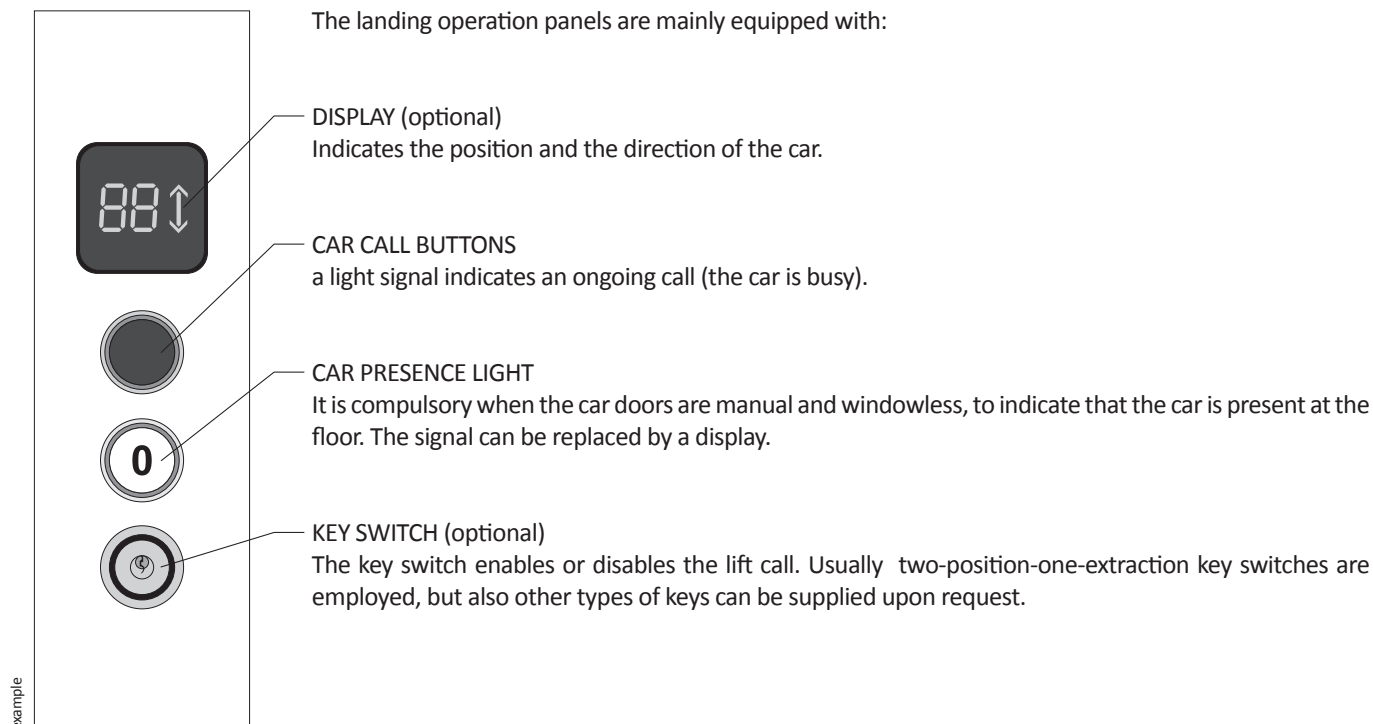 The landing operation panels are mainly equipped with:
DISPLAY (optional)
Indicates the position and the direction of the car.
88
CAR CALL BUTTONS
a light signal indicates an ongoing call (the car is busy).
CAR PRESENCE LIGHT
It is compulsory when the car doors are manual and windowless, to indicate that the car is present at the
floor. The signal can be replaced by a display.
0
KEY SWITCH (optional)
The key switch enables or disables the lift call. Usually two-position-one-extraction key switches are
employed, but also other types of keys can be supplied upon request.